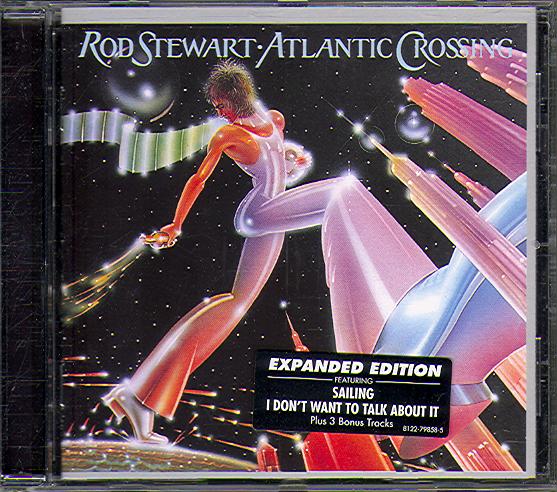 ROD STEWART · ATLANTIC CROSSING
EXPANDED EDITION
FEATURING
SAILING
I DON'T WANT TO TALK ABOUT IT
Plus 3 Bonus Tracks
8122-79858-5